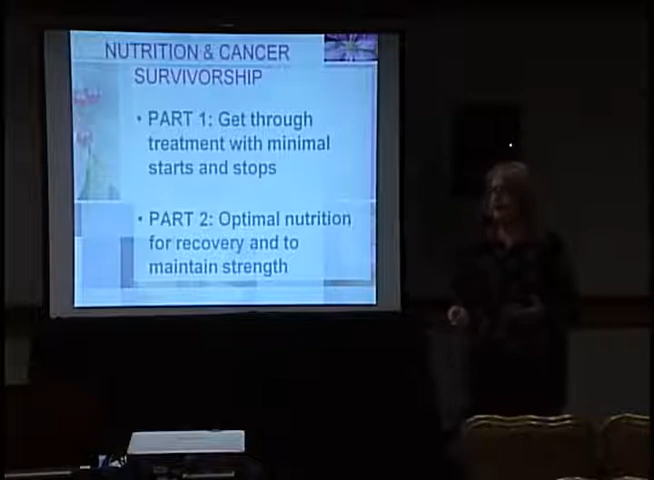 NUTRITION & CANCER
SURVIVORSHIP
• PART 1: Get through
treatment with minimal
starts and stops
• PART 2: Optimal nutrition
for recovery and to
maintain strength